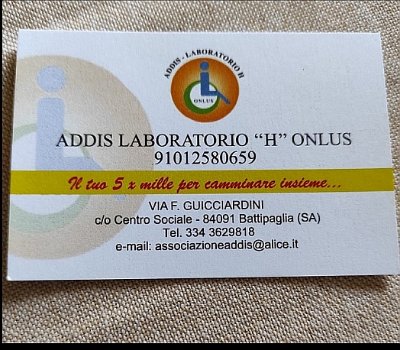 ADDIS - LABORATORIO H
ONLUS
ADDIS LABORATORIO “H” ONLUS
91012580659
Il tuo 5 x mille per camminare insieme...
VIA F. GUICCIARDINI
c/o Centro Sociale - 84091 Battipaglia (SA)
Tel. 334 3629818
e-mail: associazioneaddis@alice.it